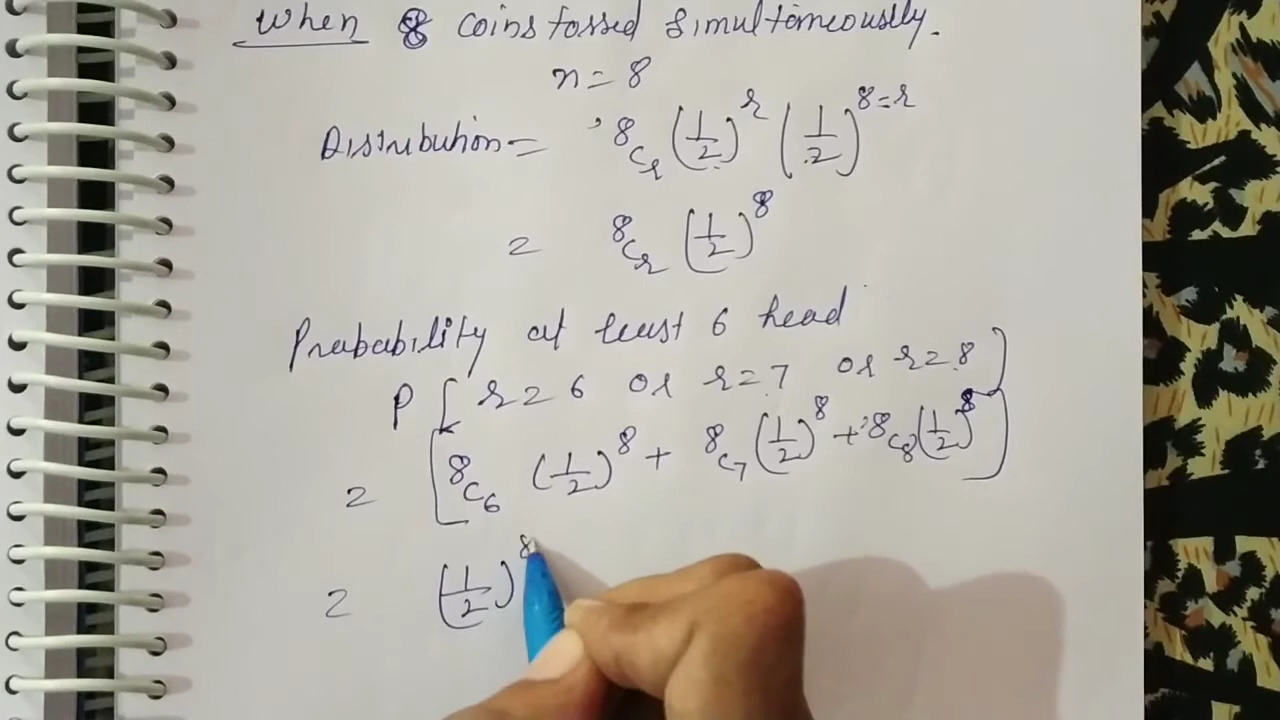 When 8 coins tossed simultaneously.
n = 8
Distribution = ⁸Cᵣ (1/2)^r (1/2)^8-r
= ⁸Cᵣ (1/2)^8
Probability at least 6 head
P [r = 6 or r = 7 or r = 8]
= [⁸C₆ (1/2)^8 + ⁸C₇ (1/2)^8 + ⁸C₈ (1/2)^8]
= (1/2)^8